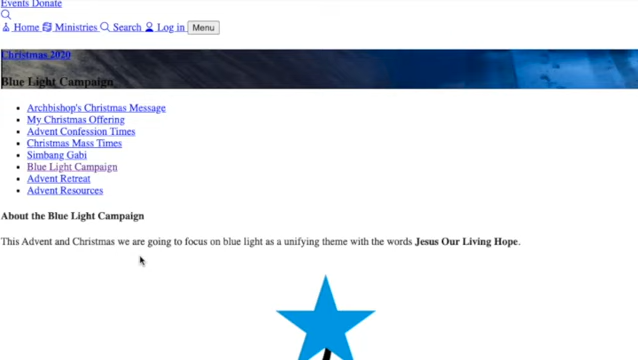 Events Donate
Home Ministries Search Log in Menu
Christmas 2020
Blue Light Campaign
Archbishop's Christmas Message
My Christmas Offering
Advent Confession Times
Christmas Mass Times
Simbang Gabi
Blue Light Campaign
Advent Retreat
Advent Resources
About the Blue Light Campaign
This Advent and Christmas we are going to focus on blue light as a unifying theme with the words Jesus Our Living Hope.